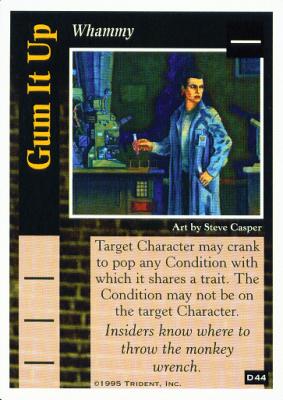 Gum It Up
Whammy
Art by Steve Casper
Target Character may crank
to pop any Condition with
which it shares a trait. The
Condition may not be on
the target Character.
Insiders know where to
throw the monkey
wrench.
©1995 TRIDENT, INC.
D44